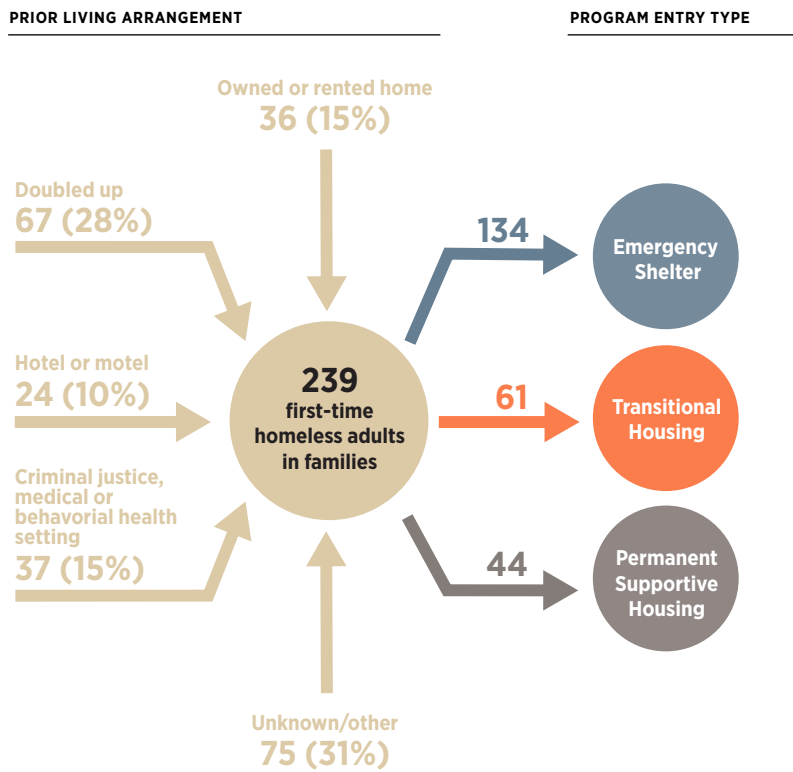 PRIOR LIVING ARRANGEMENT
PROGRAM ENTRY TYPE
Owned or rented home
36 (15%)
Doubled up
67 (28%)
Hotel or motel
24 (10%)
Criminal justice,
medical or
behavorial health
setting
37 (15%)
Unknown/other
75 (31%)
239
first-time
homeless adults
in families
134
Emergency
Shelter
61
Transitional
Housing
44
Permanent
Supportive
Housing